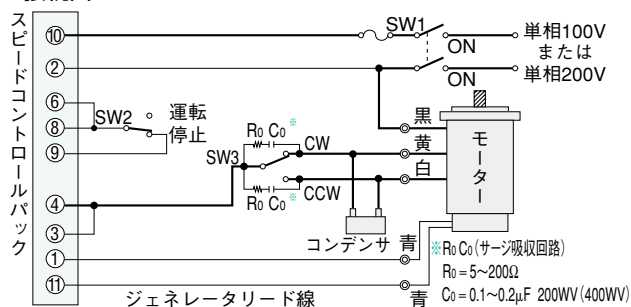 スピードコントロールパック
⑩
②
⑥
⑧
⑨
④
③
①
⑪
SW1
ON
ON
単相100V
または
単相200V
SW2
運転
停止
SW3
R₀ C₀ ※
CW
R₀ C₀ ※
CCW
黒
黄
白
モーター
コンデンサ
青
青
ジェネレータリード線
※R₀ C₀ (サージ吸収回路)
R₀ = 5～200Ω
C₀ = 0.1～0.2μF 200WV (400WV)